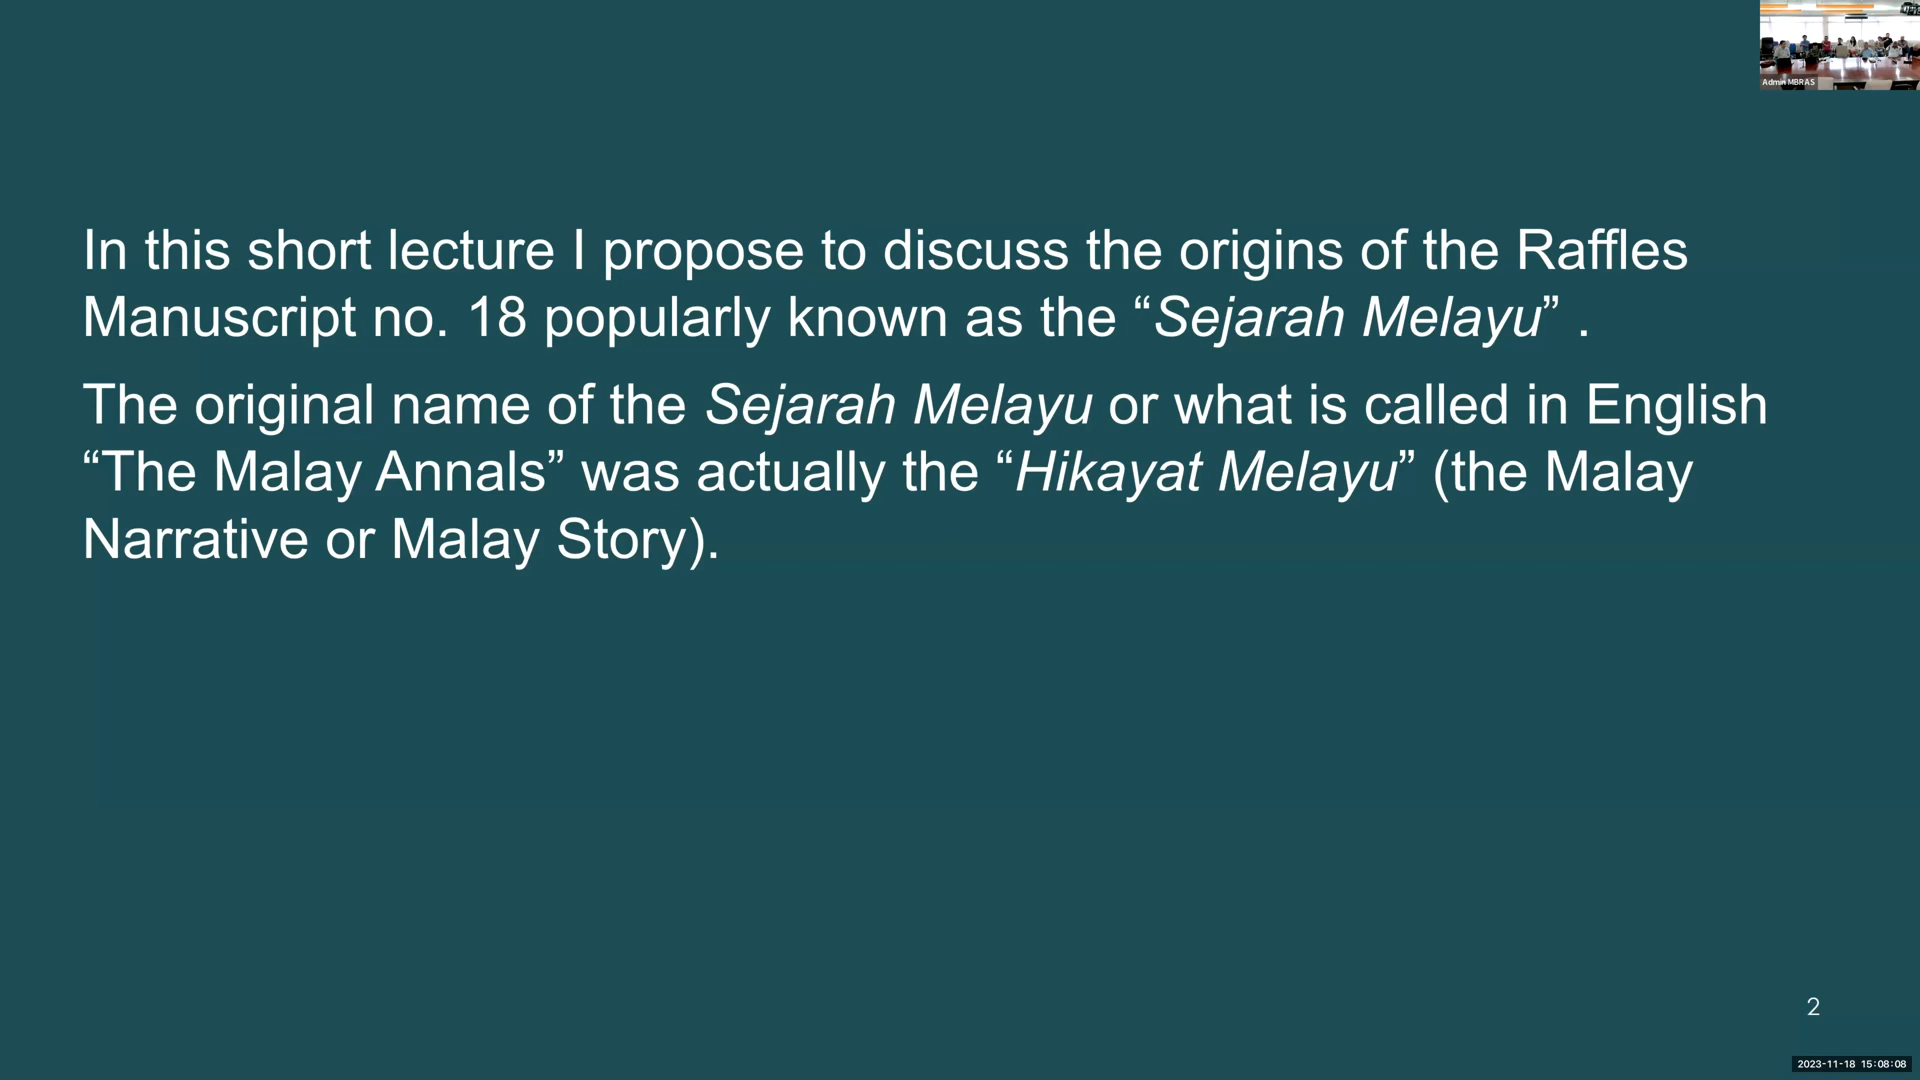 Admin MBRAS
In this short lecture I propose to discuss the origins of the Raffles
Manuscript no. 18 popularly known as the “Sejarah Melayu” .
The original name of the Sejarah Melayu or what is called in English
“The Malay Annals” was actually the “Hikayat Melayu” (the Malay
Narrative or Malay Story).
2
2023-11-18 15:08:08